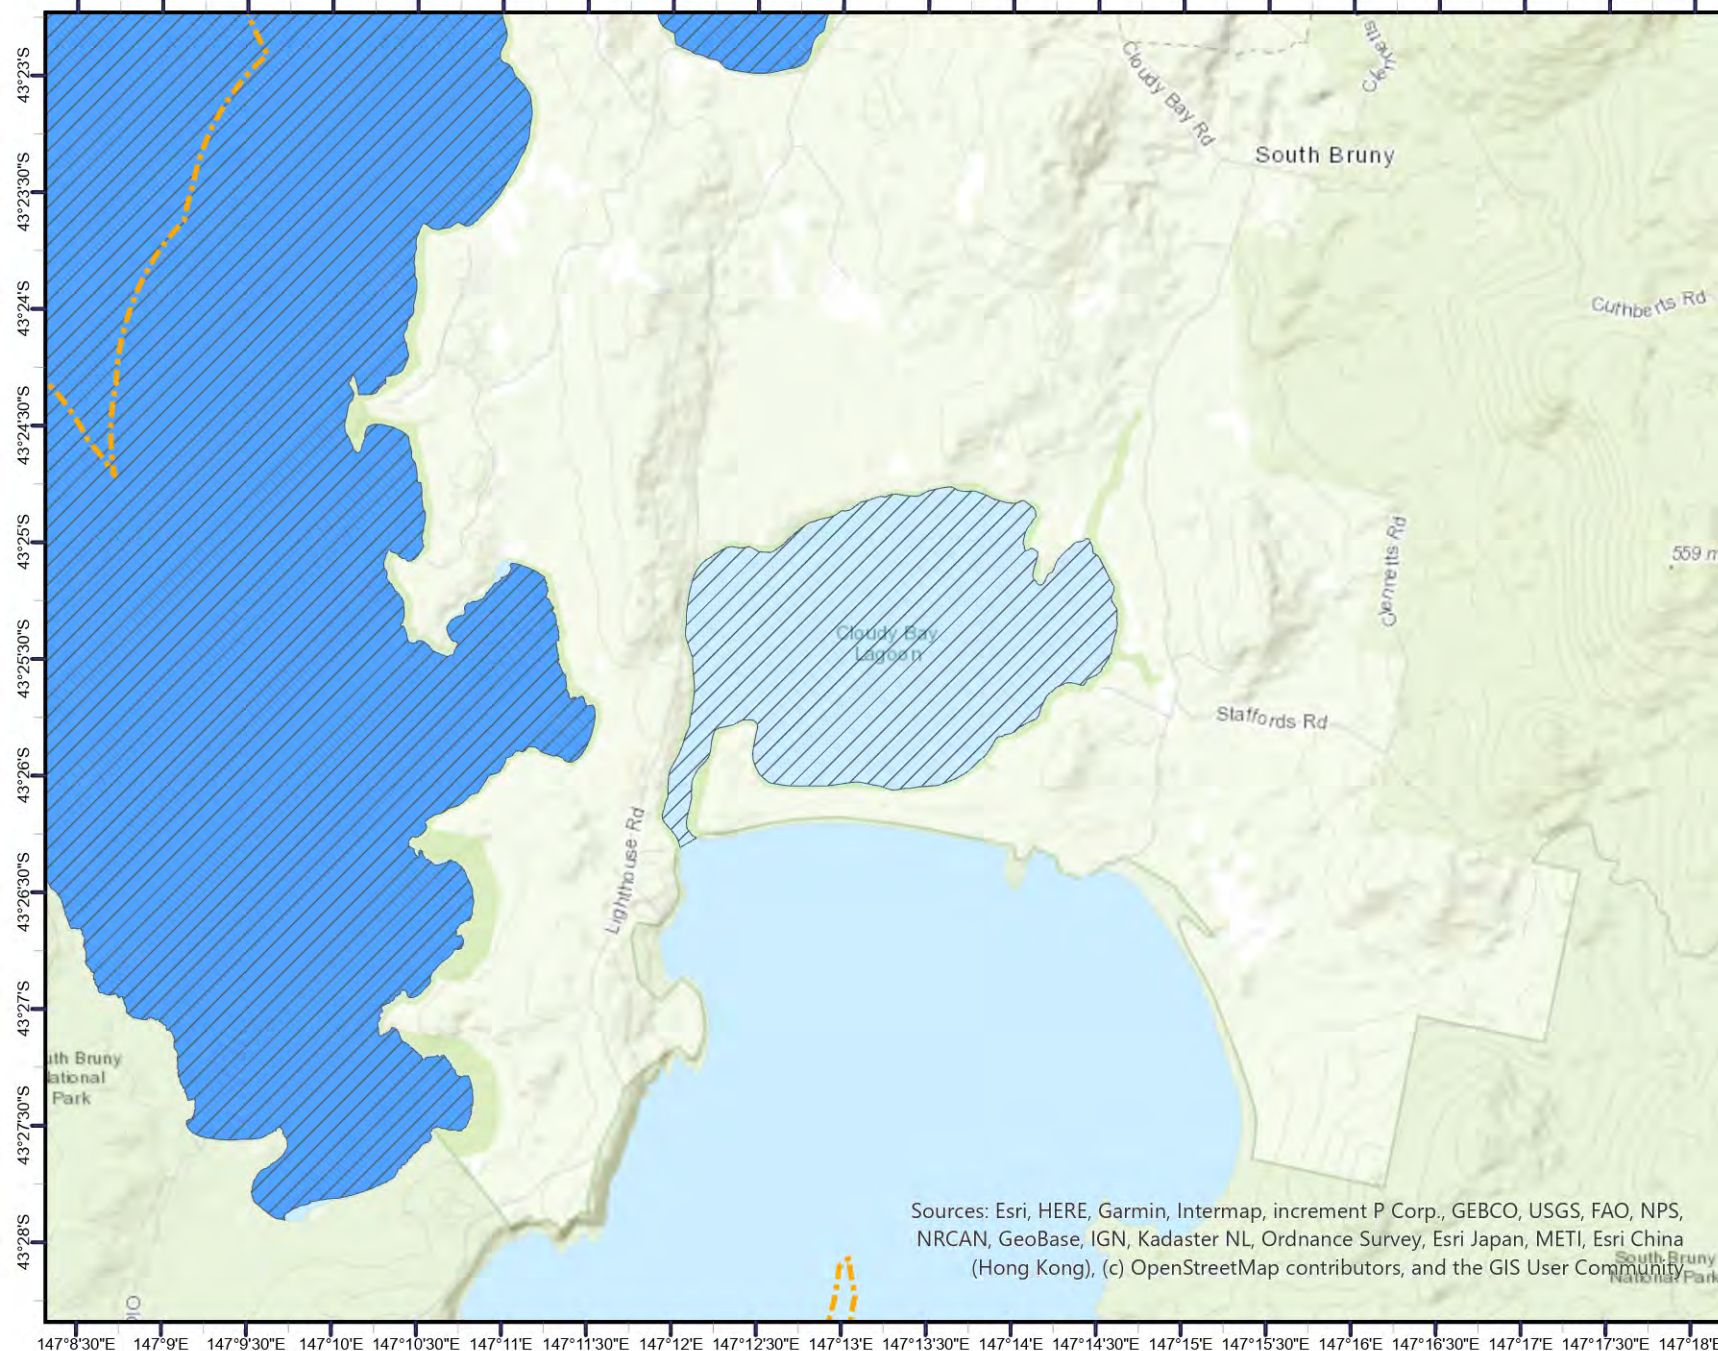 Clennetts
Cloudy Bay Rd
South Bruny
Cuthberts Rd
Clennetts Rd
559 m
Cloudy Bay
Lagoon
Staffords Rd
Lighthouse Rd
uth Bruny
National
Park
Sources: Esri, HERE, Garmin, Intermap, increment P Corp., GEBCO, USGS, FAO, NPS,
NRCAN, GeoBase, IGN, Kadaster NL, Ordnance Survey, Esri Japan, METI, Esri China
(Hong Kong), (c) OpenStreetMap contributors, and the GIS User Community
South Bruny
National Park
43°23'S
43°23'30"S
43°24'S
43°24'30"S
43°25'S
43°25'30"S
43°26'S
43°26'30"S
43°27'S
43°27'30"S
43°28'S
147°8'30"E 147°9'E 147°9'30"E 147°10'E 147°10'30"E 147°11'E 147°11'30"E 147°12'E 147°12'30"E 147°13'E 147°13'30"E 147°14'E 147°14'30"E 147°15'E 147°15'30"E 147°16'E 147°16'30"E 147°17'E 147°17'30"E 147°18'E